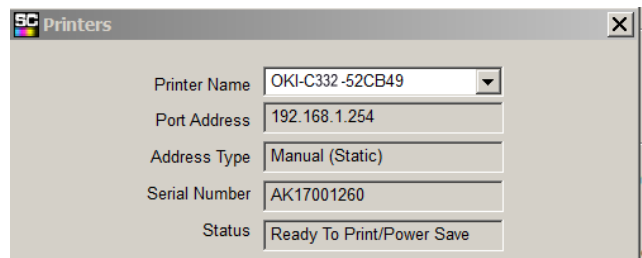 SC Printers
Printer Name OKI-C332-52CB49
Port Address 192.168.1.254
Address Type Manual (Static)
Serial Number AK17001260
Status Ready To Print/Power Save